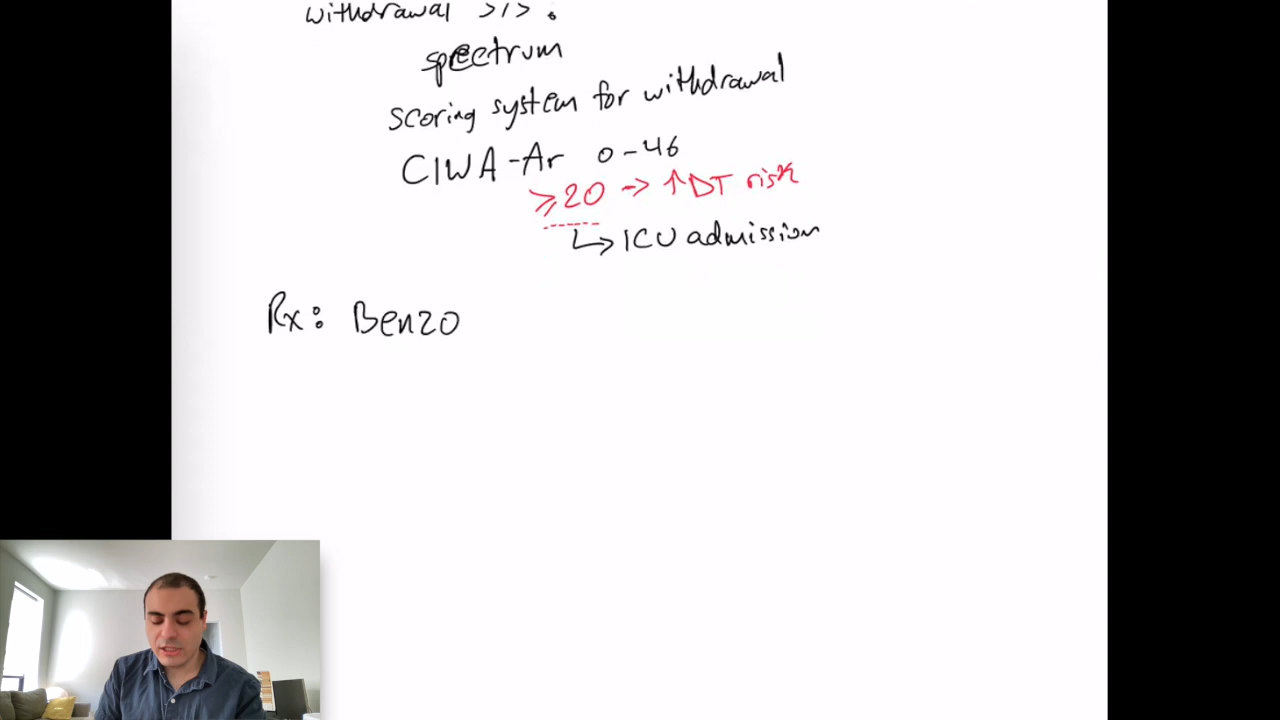 withdrawal s/s :
spectrum
scoring system for withdrawal
CIWA-Ar 0-46
≥20 → ↑DT risk
↳ ICU admission
Rx: Benzo